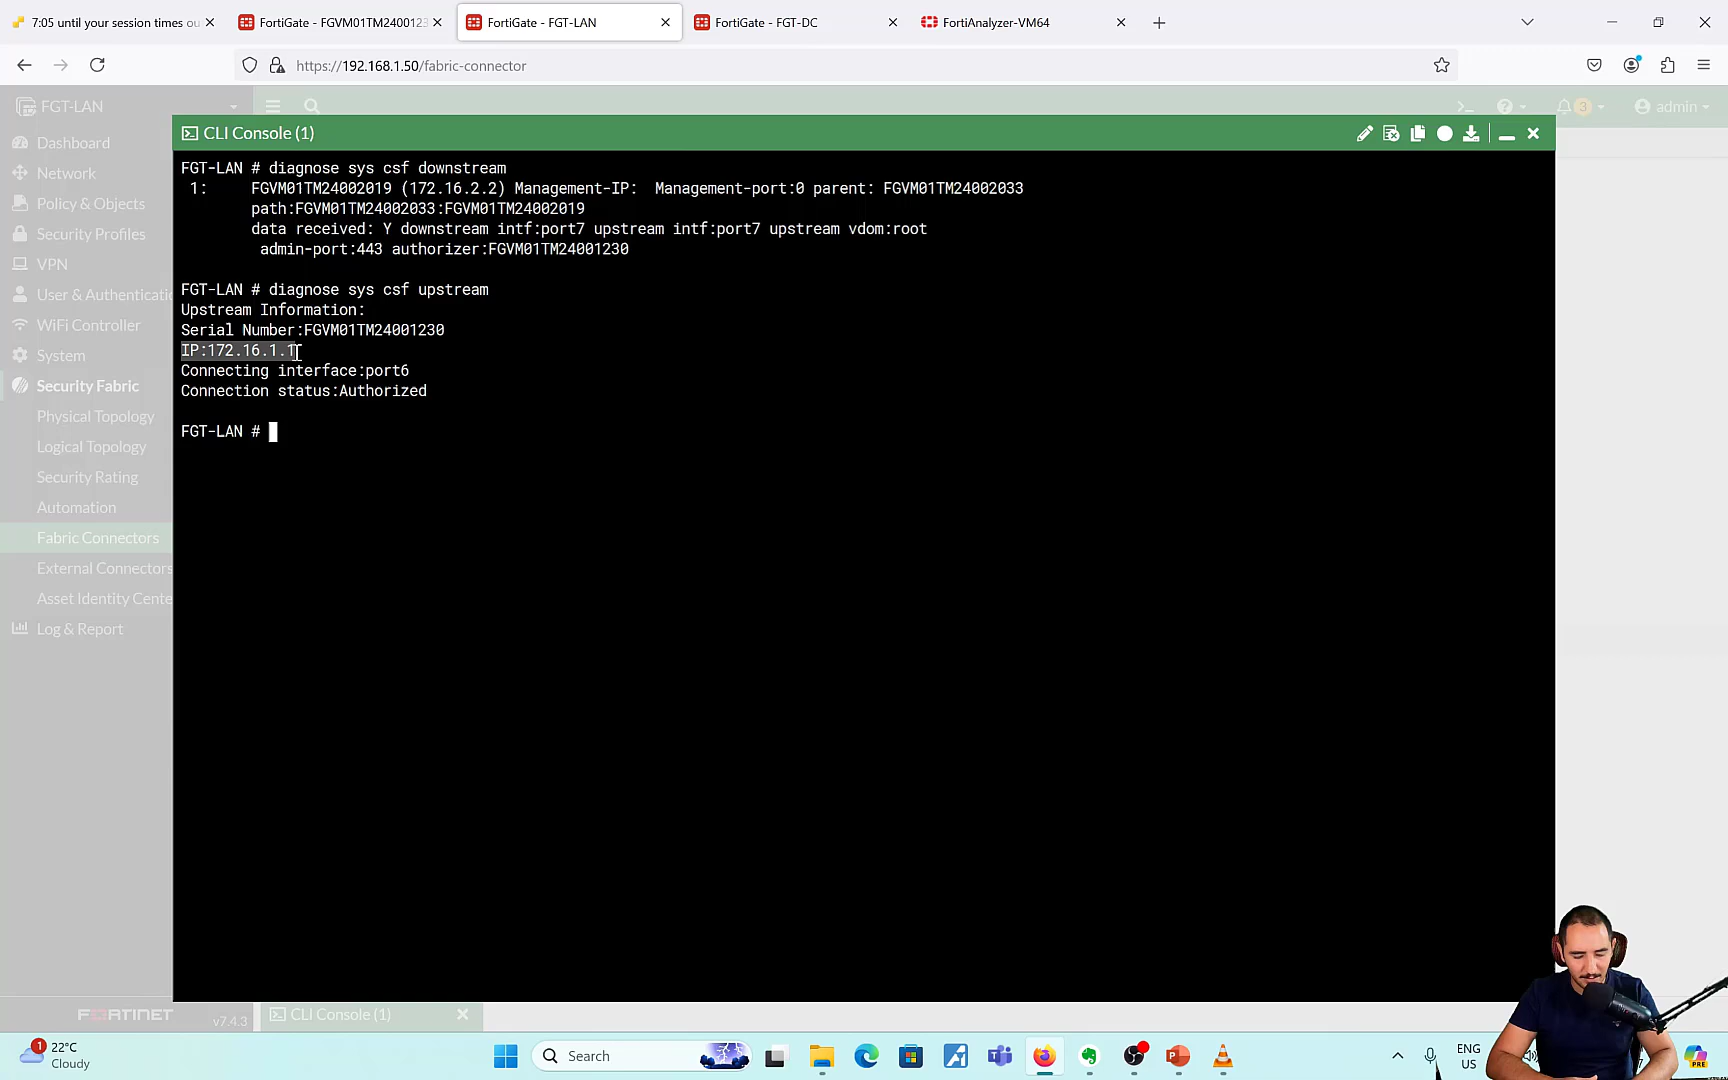 7:05 until your session times ou
FortiGate - FGVM01TM2400123
FortiGate - FGT-LAN
FortiGate - FGT-DC
FortiAnalyzer-VM64
https://192.168.1.50/fabric-connector
FGT-LAN
3
admin
Dashboard
Network
Policy & Objects
Security Profiles
VPN
User & Authenticati
WiFi Controller
System
Security Fabric
Physical Topology
Logical Topology
Security Rating
Automation
Fabric Connectors
External Connectors
Asset Identity Cente
Log & Report
CLI Console (1)
FGT-LAN # diagnose sys csf downstream
1: FGVM01TM24002019 (172.16.2.2) Management-IP: Management-port:0 parent: FGVM01TM24002033
path:FGVM01TM24002033:FGVM01TM24002019
data received: Y downstream intf:port7 upstream intf:port7 upstream vdom:root
admin-port:443 authorizer:FGVM01TM24001230
FGT-LAN # diagnose sys csf upstream
Upstream Information:
Serial Number:FGVM01TM24001230
IP:172.16.1.1
Connecting interface:port6
Connection status:Authorized
FGT-LAN #
FORTINET
v7.4.3
CLI Console (1)
1
22°C
Cloudy
Search
ENG
US
PRE